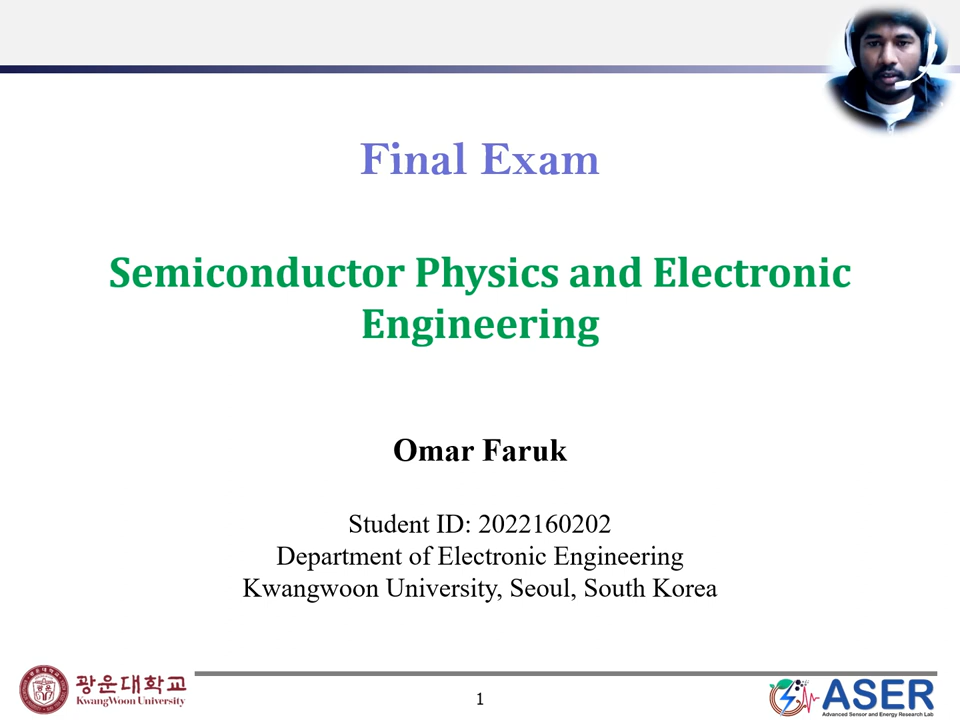 Final Exam
Semiconductor Physics and Electronic
Engineering
Omar Faruk
Student ID: 2022160202
Department of Electronic Engineering
Kwangwoon University, Seoul, South Korea
광운대학교
KwangWoon University
1
ASER
Advanced Sensor and Energy Research Lab